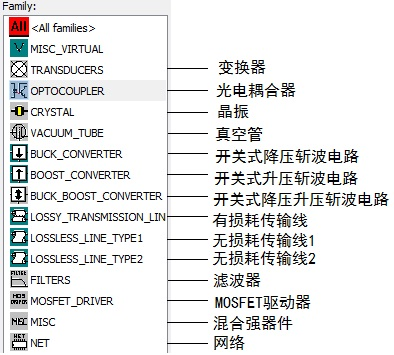 Family:
All <All families>
MISC_VIRTUAL
TRANSDUCERS 变换器
OPTOCOUPLER 光电耦合器
CRYSTAL 晶振
VACUUM_TUBE 真空管
BUCK_CONVERTER 开关式降压斩波电路
BOOST_CONVERTER 开关式升压斩波电路
BUCK_BOOST_CONVERTER 开关式降压升压斩波电路
LOSSY_TRANSMISSION_LIN 有损耗传输线
LOSSLESS_LINE_TYPE1 无损耗传输线1
LOSSLESS_LINE_TYPE2 无损耗传输线2
FILTERS 滤波器
MOSFET_DRIVER MOSFET驱动器
MISC MISC 混合强器件
NET NET 网络